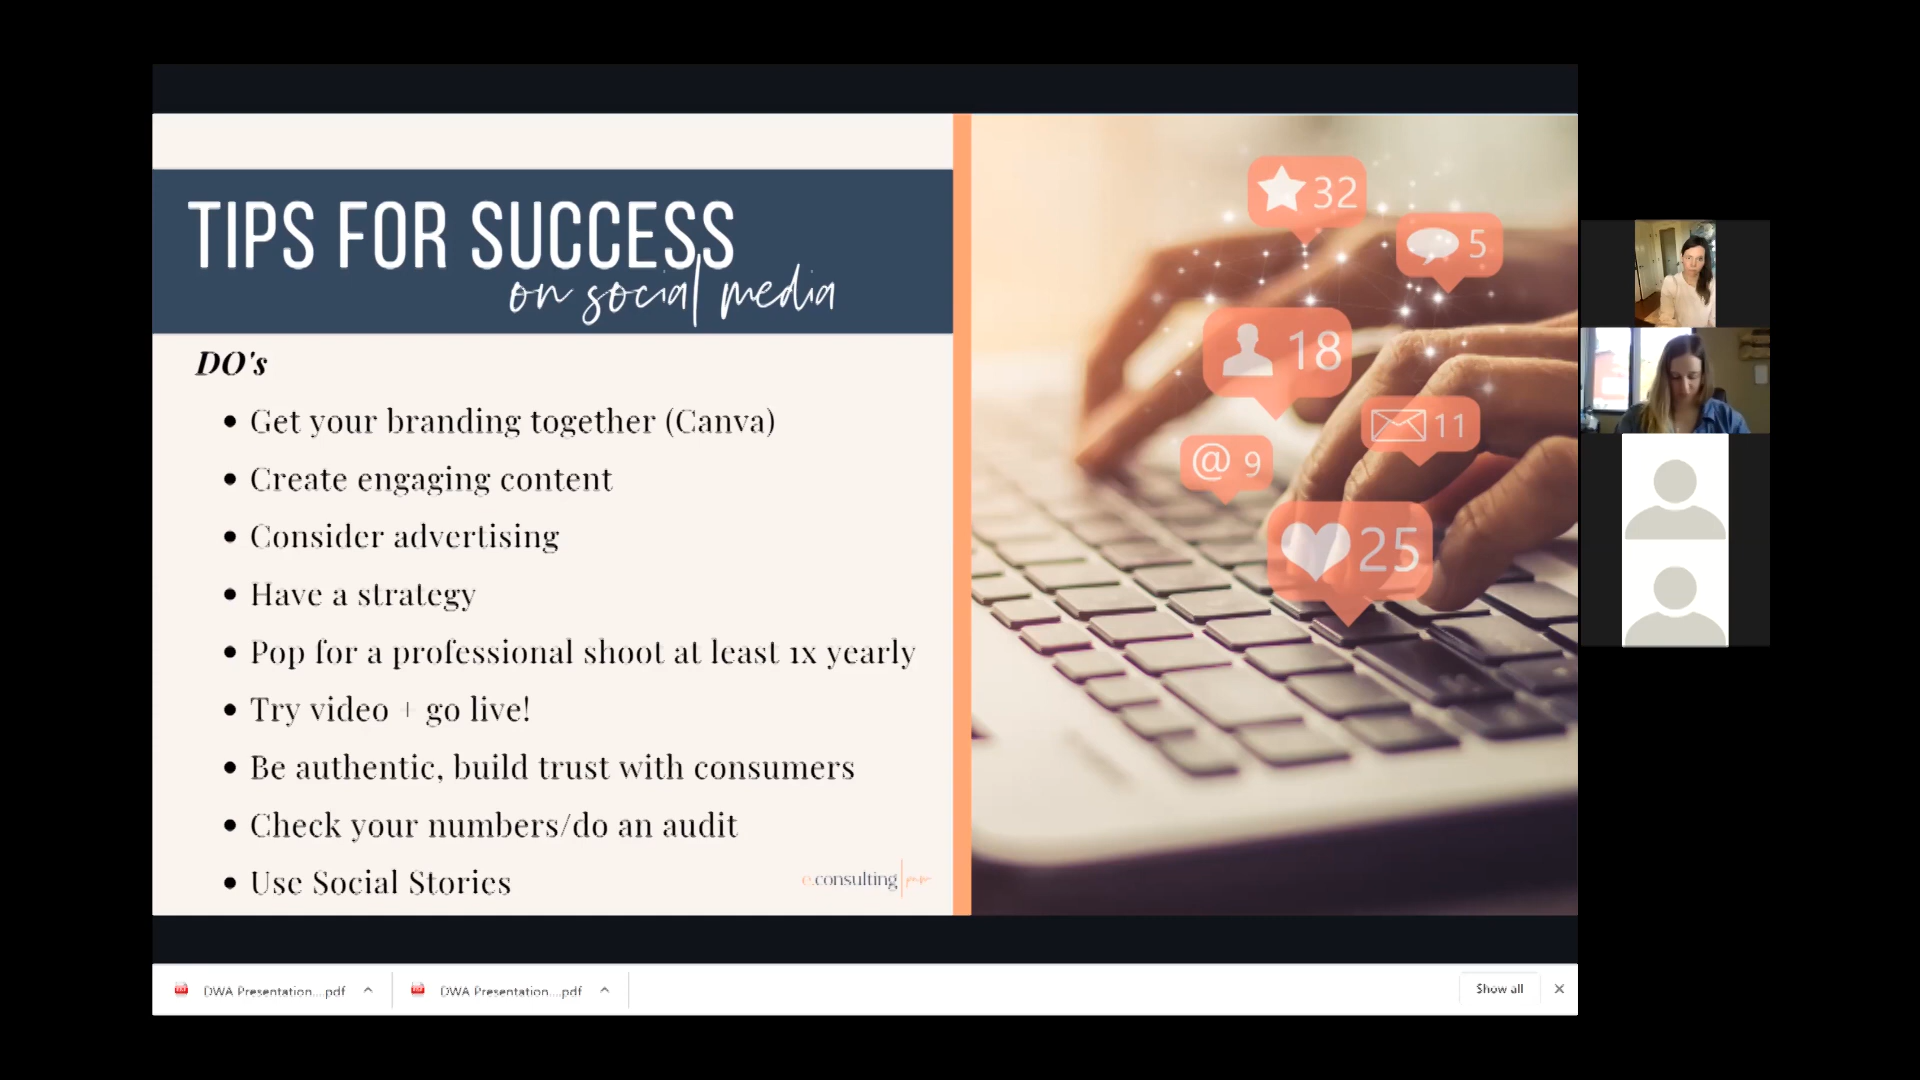 TIPS FOR SUCCESS
on social media
DO's
• Get your branding together (Canva)
• Create engaging content
• Consider advertising
• Have a strategy
• Pop for a professional shoot at least 1x yearly
• Try video + go live!
• Be authentic, build trust with consumers
• Check your numbers/do an audit
• Use Social Stories
e.consulting
32
5
18
11
@ 9
25
DWA Presentation....pdf
DWA Presentation....pdf
Show all